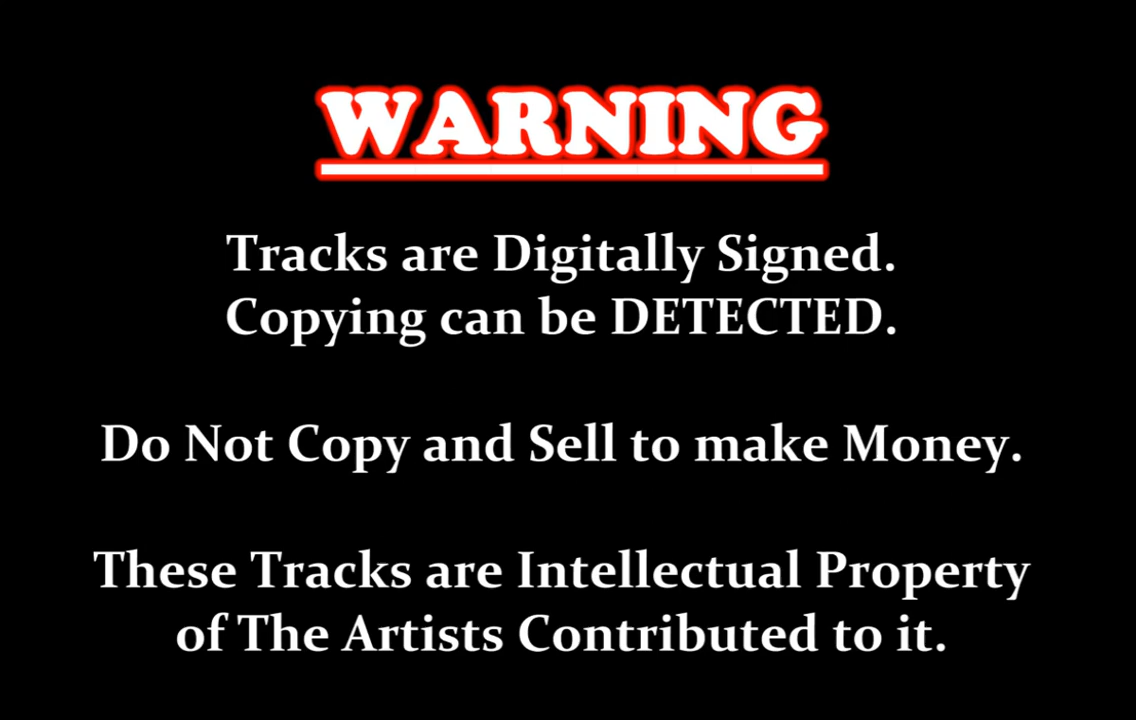 WARNING
Tracks are Digitally Signed.
Copying can be DETECTED.
Do Not Copy and Sell to make Money.
These Tracks are Intellectual Property
of The Artists Contributed to it.